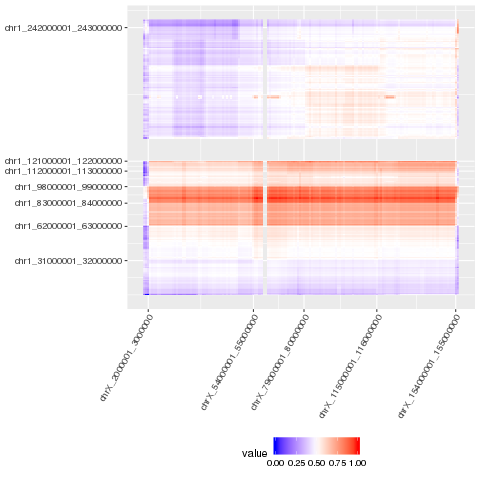 chr1_242000001_243000000
chr1_121000001_122000000
chr1_112000001_113000000
chr1_98000001_99000000
chr1_83000001_84000000
chr1_62000001_63000000
chr1_31000001_32000000
chrX_2000001_3000000
chrX_54000001_55000000
chrX_79000001_80000000
chrX_115000001_116000000
chrX_154000001_155000000
value
0.00 0.25 0.50 0.75 1.00